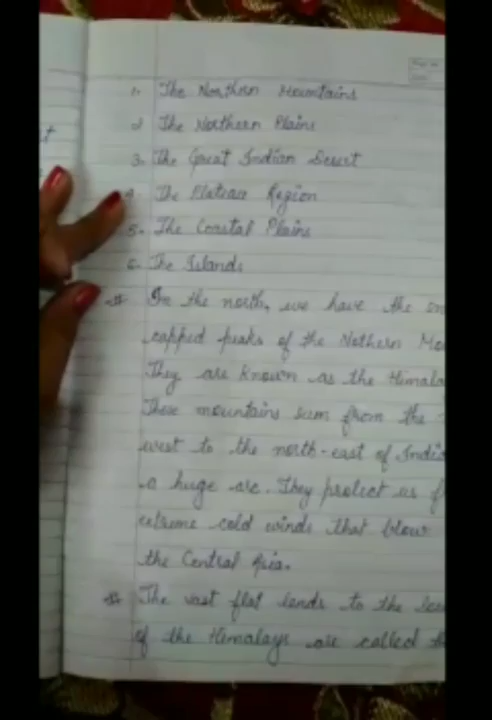 1. The Northern Mountains
2 The Northern Plains
3. The Great Indian Desert
4. The Plateau Region
5. The Coastal Plains
6. The Islands
In the north, we have the
capped peaks of the Nothern
They are known as the Himala
These mountains from the
west to the north-east of India
a huge arc. They protect us
extreme cold winds that blow
the Central Asia.
The vast flat lands to the
of the Himalays are called